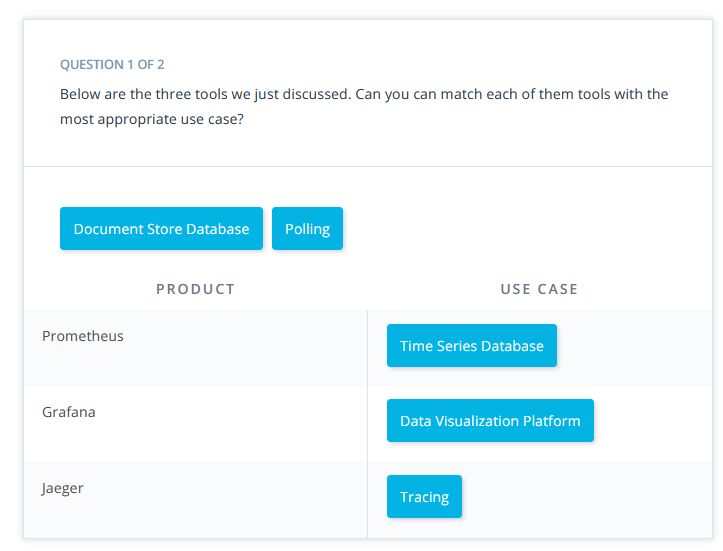 QUESTION 1 OF 2
Below are the three tools we just discussed. Can you can match each of them tools with the
most appropriate use case?
Document Store Database
Polling
PRODUCT
USE CASE
Prometheus
Time Series Database
Grafana
Data Visualization Platform
Jaeger
Tracing